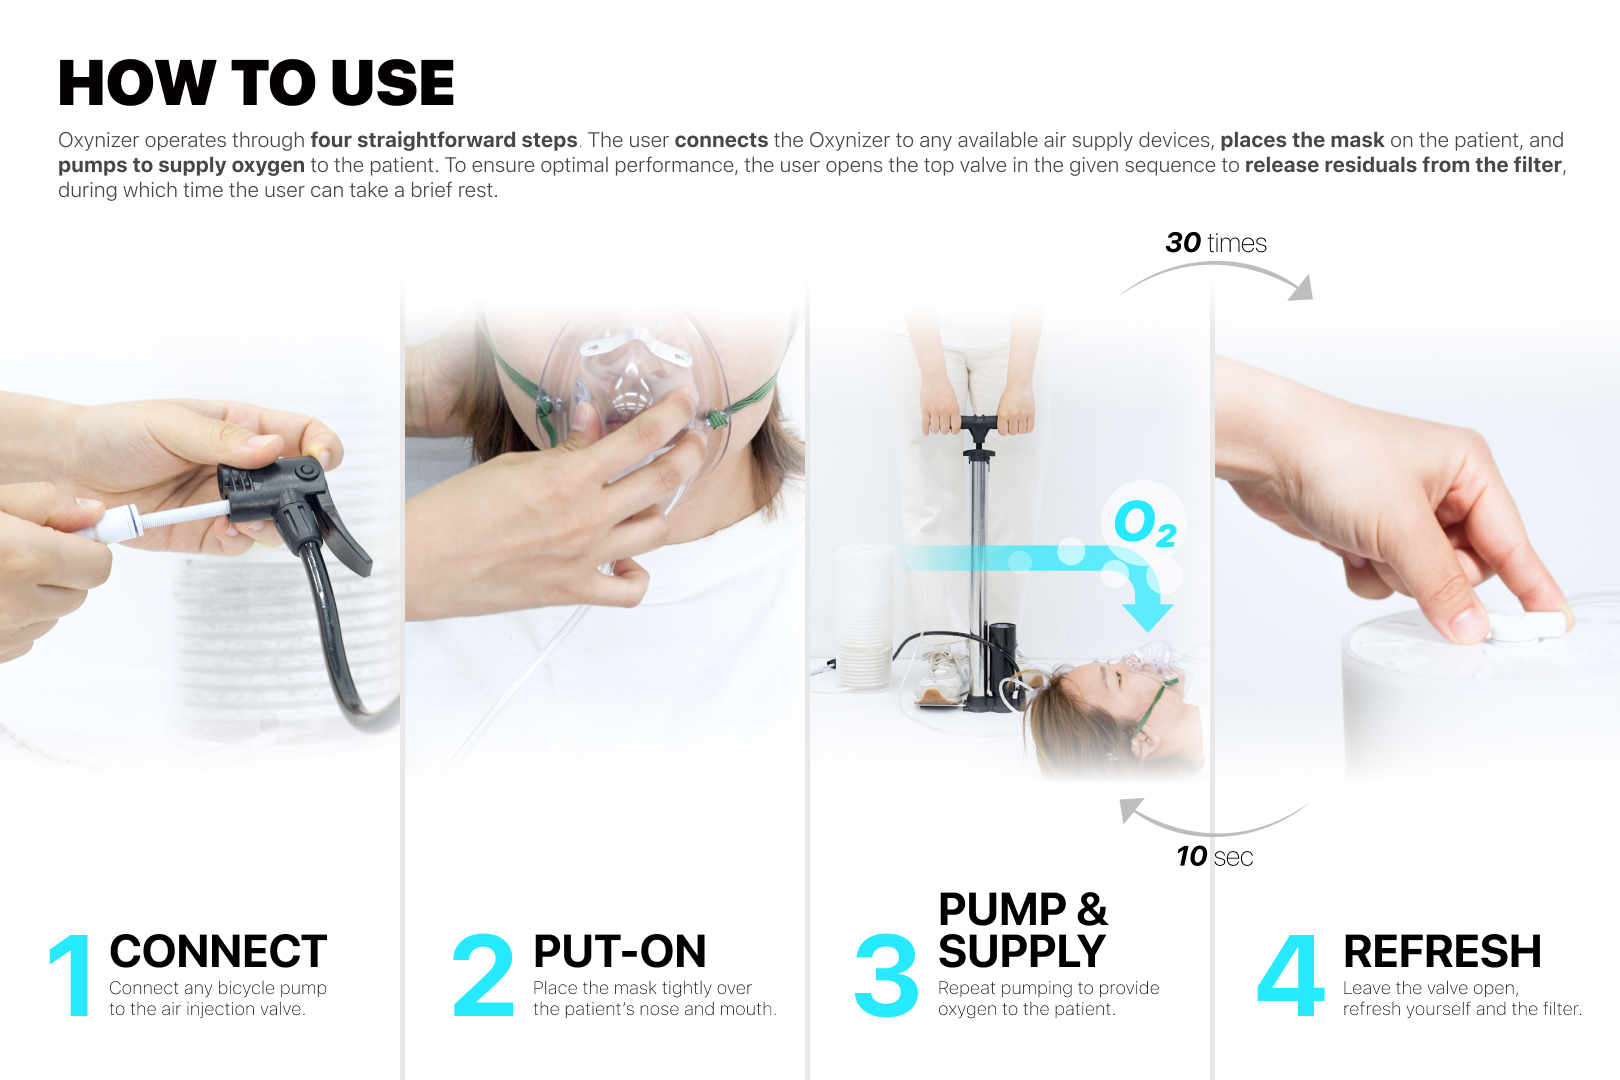 HOW TO USE
Oxynizer operates through four straightforward steps. The user connects the Oxynizer to any available air supply devices, places the mask on the patient, and
pumps to supply oxygen to the patient. To ensure optimal performance, the user opens the top valve in the given sequence to release residuals from the filter,
during which time the user can take a brief rest.
30 times
O₂
10 sec
1 CONNECT
Connect any bicycle pump
to the air injection valve.
2 PUT-ON
Place the mask tightly over
the patient's nose and mouth.
3 PUMP &
SUPPLY
Repeat pumping to provide
oxygen to the patient.
4 REFRESH
Leave the valve open,
refresh yourself and the filter.